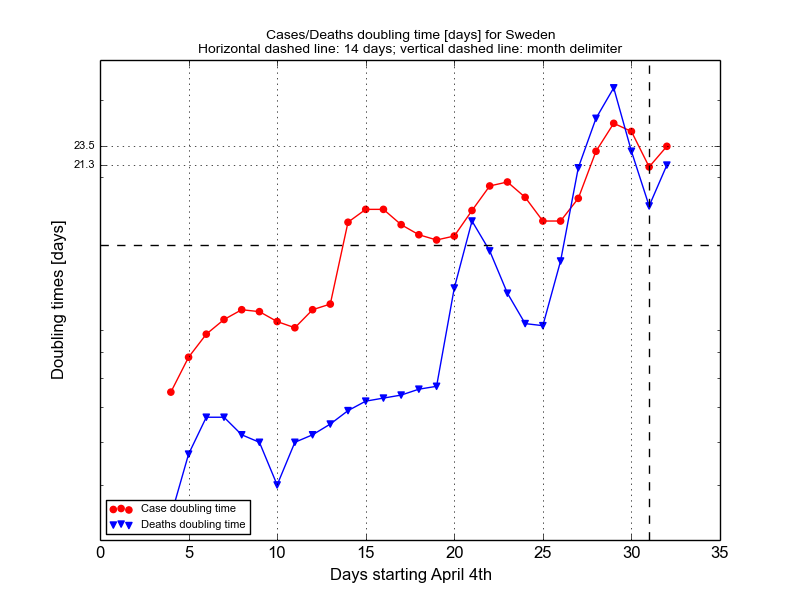 Cases/Deaths doubling time [days] for Sweden
Horizontal dashed line: 14 days; vertical dashed line: month delimiter
23.5
21.3
Doubling times [days]
Case doubling time
Deaths doubling time
0 5 10 15 20 25 30 35
Days starting April 4th